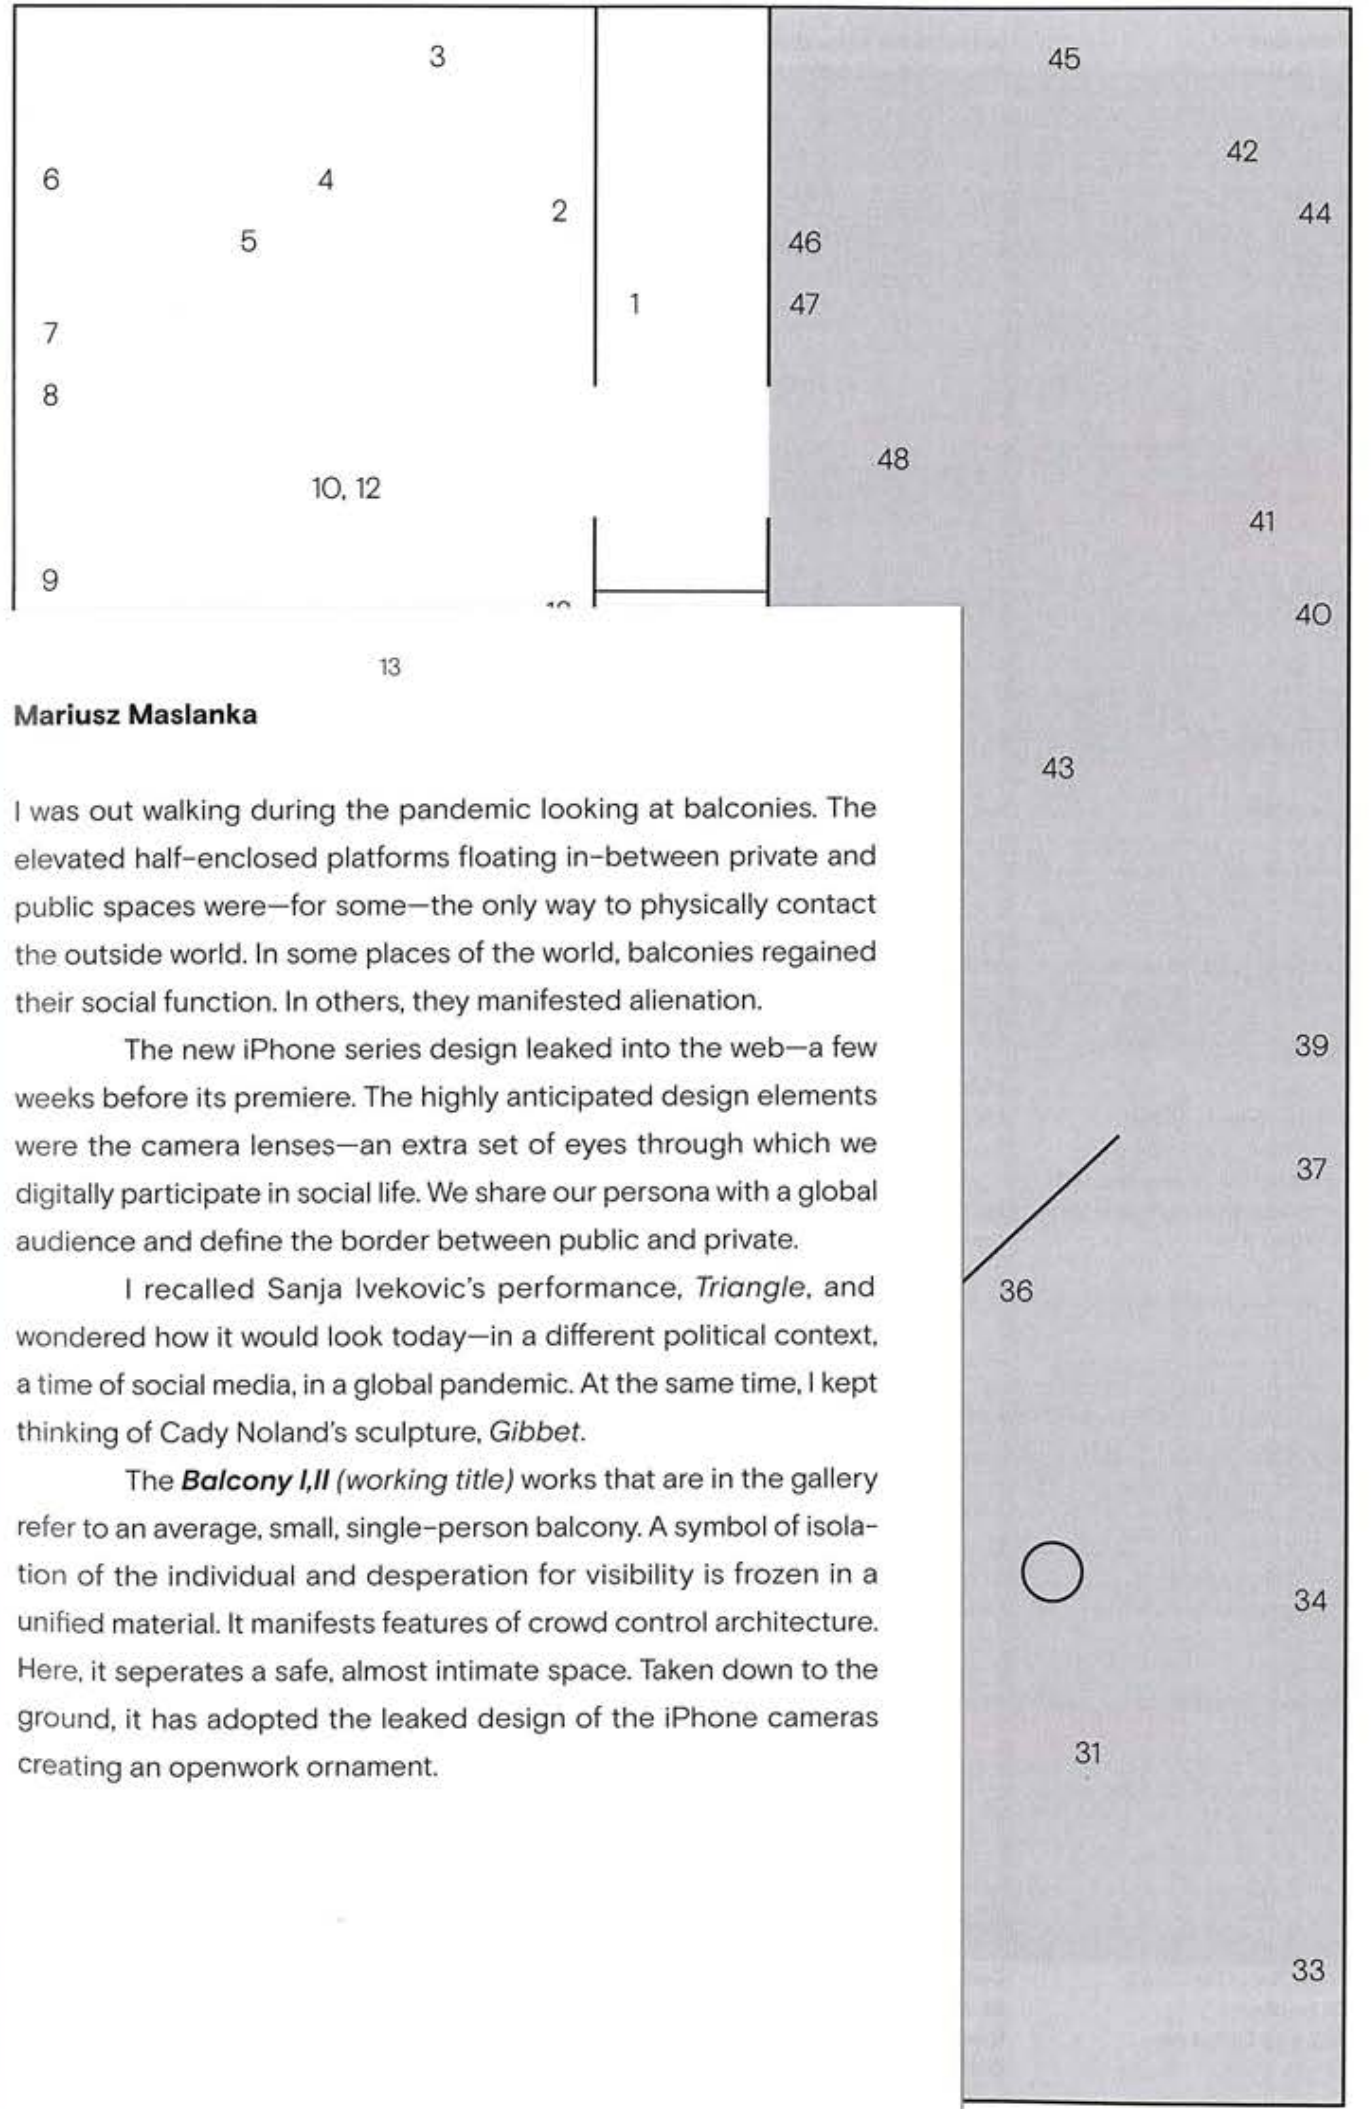 3
45
42
6
4
2
44
5
46
1
47
7
8
48
10, 12
41
9
40
13
Mariusz Maslanka
43
I was out walking during the pandemic looking at balconies. The
elevated half-enclosed platforms floating in-between private and
public spaces were—for some—the only way to physically contact
the outside world. In some places of the world, balconies regained
their social function. In others, they manifested alienation.
The new iPhone series design leaked into the web—a few
weeks before its premiere. The highly anticipated design elements
were the camera lenses—an extra set of eyes through which we
digitally participate in social life. We share our persona with a global
audience and define the border between public and private.
I recalled Sanja Ivekovic's performance, Triangle, and
wondered how it would look today—in a different political context,
a time of social media, in a global pandemic. At the same time, I kept
thinking of Cady Noland's sculpture, Gibbet.
The Balcony I,II (working title) works that are in the gallery
refer to an average, small, single-person balcony. A symbol of isola-
tion of the individual and desperation for visibility is frozen in a
unified material. It manifests features of crowd control architecture.
Here, it seperates a safe, almost intimate space. Taken down to the
ground, it has adopted the leaked design of the iPhone cameras
creating an openwork ornament.
39
37
36
34
31
33